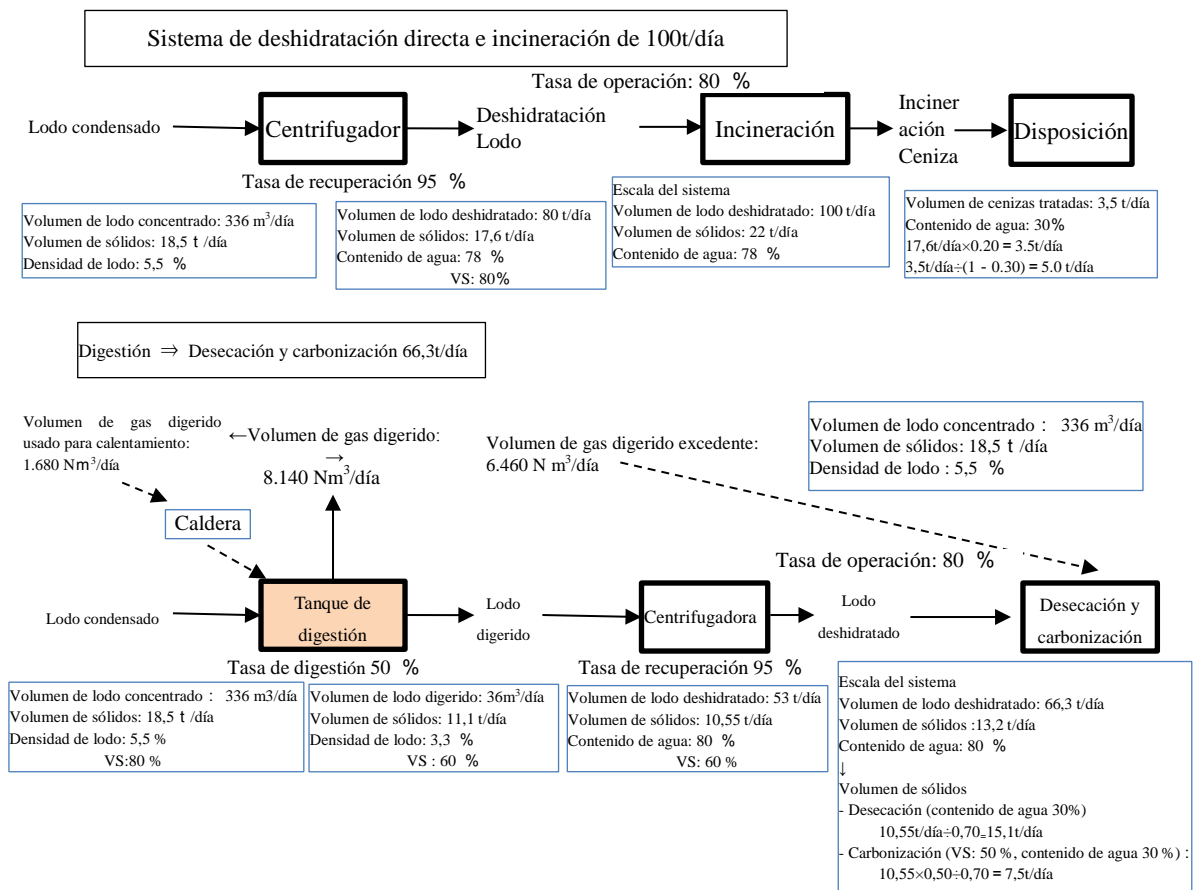 Sistema de deshidratación directa e incineración de 100t/día
Tasa de operación: 80 %
Lodo condensado
Centrifugador
Deshidratación
Lodo
Incineración
Inciner
ación
Ceniza
Disposición
Tasa de recuperación 95 %
Volumen de lodo concentrado: 336 m³/día
Volumen de sólidos: 18,5 t /día
Densidad de lodo: 5,5 %
Volumen de lodo deshidratado: 80 t/día
Volumen de sólidos: 17,6 t/día
Contenido de agua: 78 %
VS: 80%
Escala del sistema
Volumen de lodo deshidratado: 100 t/día
Volumen de sólidos: 22 t/día
Contenido de agua: 78 %
Volumen de cenizas tratadas: 3,5 t/día
Contenido de agua: 30%
17,6t/día×0.20 = 3.5t/día
3,5t/día÷(1 - 0.30) = 5.0 t/día
Digestión ⇒ Desecación y carbonización 66,3t/día
Volumen de gas digerido
usado para calentamiento:
1.680 Nm³/día
←Volumen de gas digerido:
→
8.140 Nm³/día
Volumen de gas digerido excedente:
6.460 N m³/día
Volumen de lodo concentrado : 336 m³/día
Volumen de sólidos: 18,5 t /día
Densidad de lodo : 5,5 %
Caldera
Tasa de operación: 80 %
Lodo condensado
Tanque de
digestión
Lodo
digerido
Centrifugadora
Lodo
deshidratado
Desecación y
carbonización
Tasa de digestión 50 %
Tasa de recuperación 95 %
Volumen de lodo concentrado : 336 m3/día
Volumen de sólidos: 18,5 t /día
Densidad de lodo: 5,5 %
VS:80 %
Volumen de lodo digerido: 36m³/día
Volumen de sólidos: 11,1 t/día
Densidad de lodo: 3,3 %
VS : 60 %
Volumen de lodo deshidratado: 53 t/día
Volumen de sólidos: 10,55 t/día
Contenido de agua: 80 %
VS: 60 %
Escala del sistema
Volumen de lodo deshidratado: 66,3 t/día
Volumen de sólidos :13,2 t/día
Contenido de agua: 80 %
↓
Volumen de sólidos
- Desecación (contenido de agua 30%)
10,55t/día÷0,70=15,1t/día
- Carbonización (VS: 50 %, contenido de agua 30 %) :
10,55×0,50÷0,70 = 7,5t/día